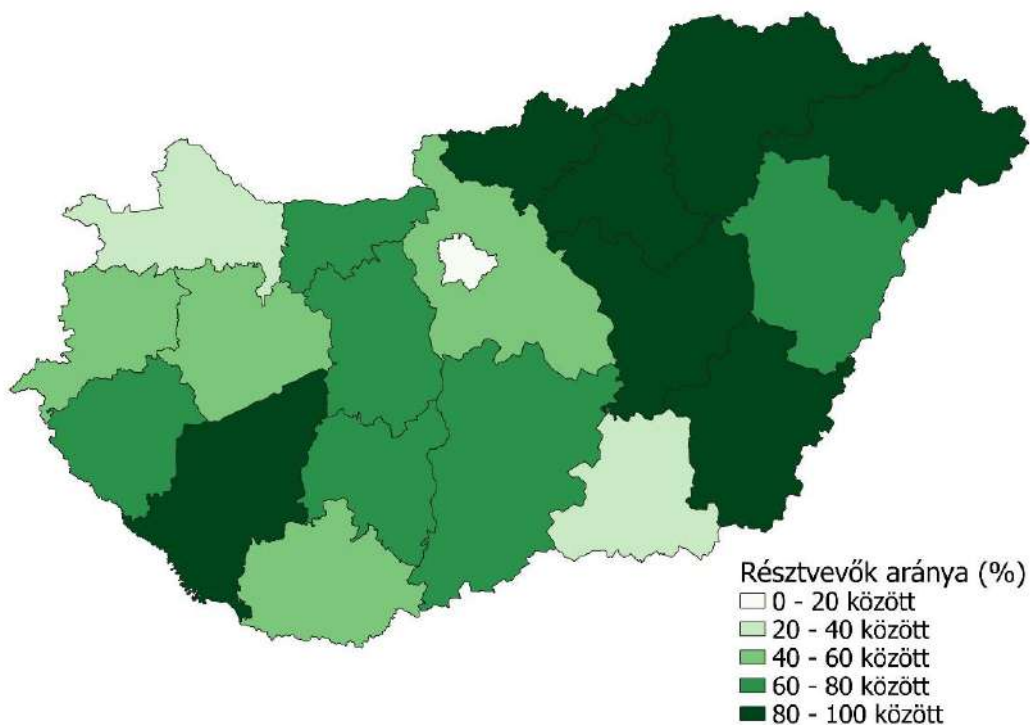 Résztvevők aránya (%)
0 - 20 között
20 - 40 között
40 - 60 között
60 - 80 között
80 - 100 között